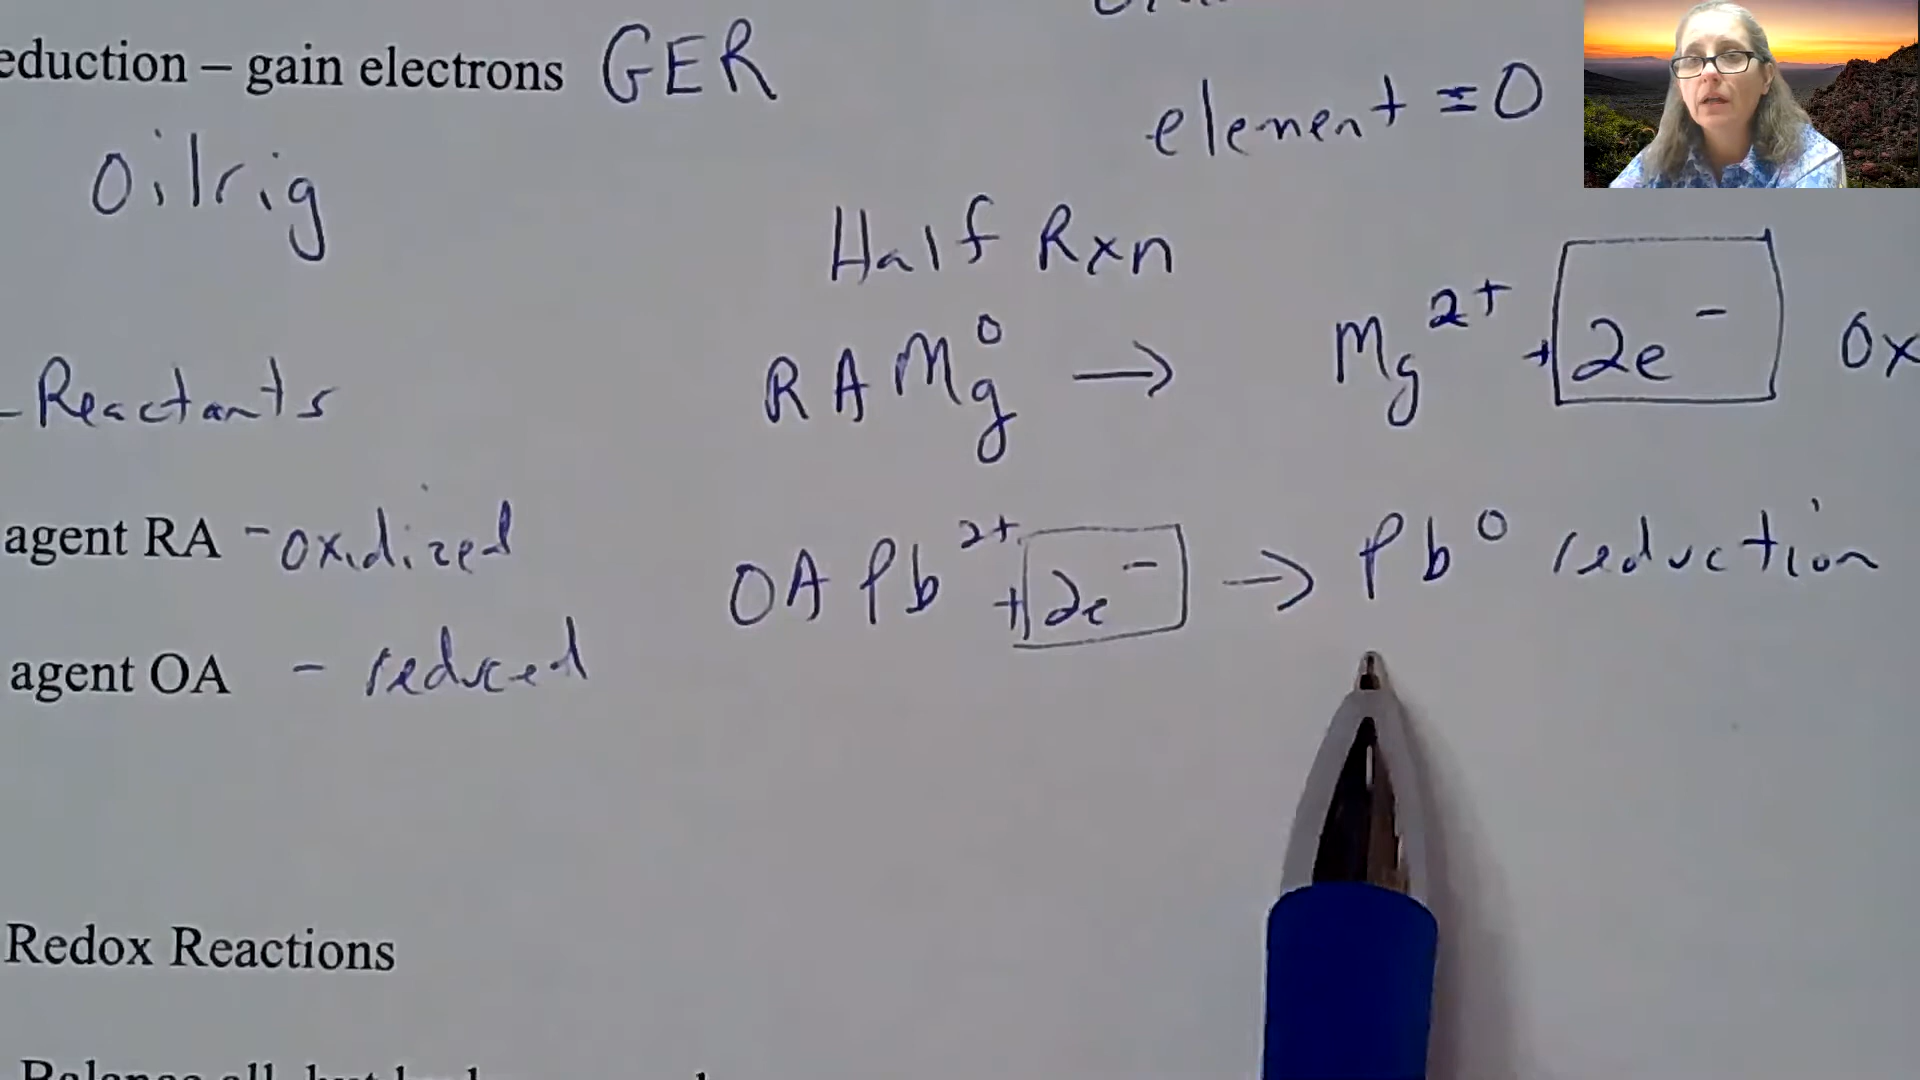 eduction – gain electrons GER
element = 0
Oilrig
Half Rxn
RA Mg⁰ → Mg²⁺ + 2e⁻ Ox
- Reactants
agent RA - oxidized
OA Pb²⁺ + 2e⁻ → Pb⁰ reduction
agent OA - reduced
Redox Reactions